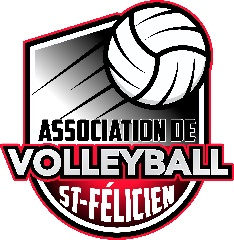 ASSOCIATION DE
VOLLEYBALL
ST-FÉLICIEN